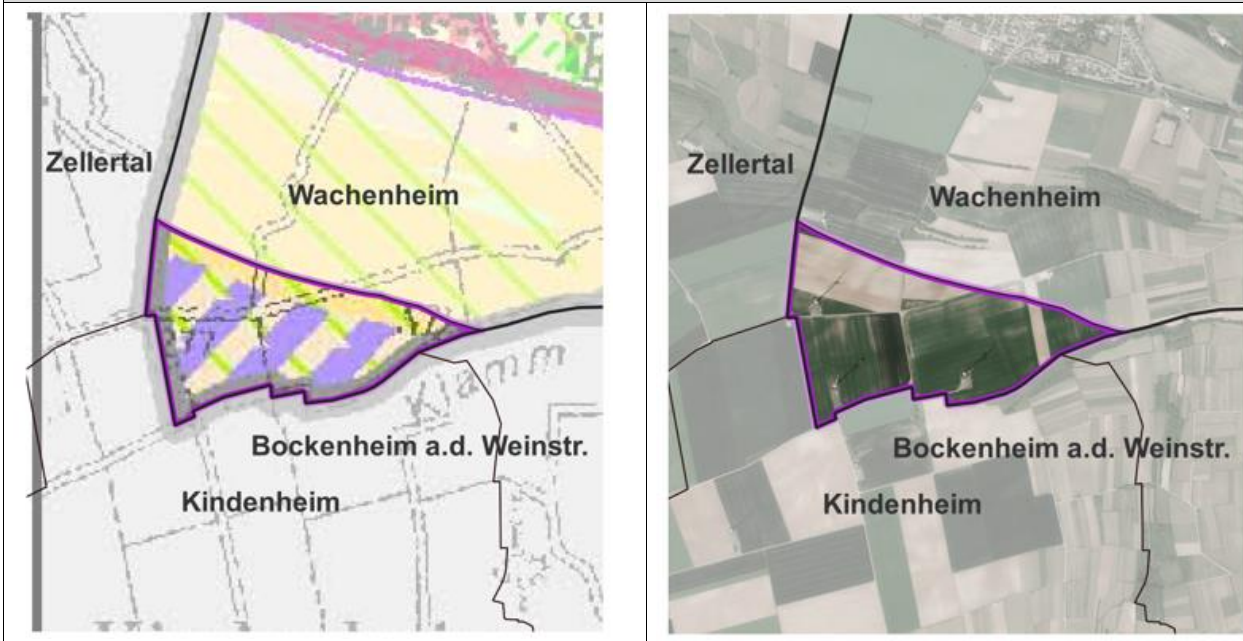 Zellertal
Wachenheim
Bockenheim a.d. Weinstr.
Kindenheim
Zellertal
Wachenheim
Bockenheim a.d. Weinstr.
Kindenheim